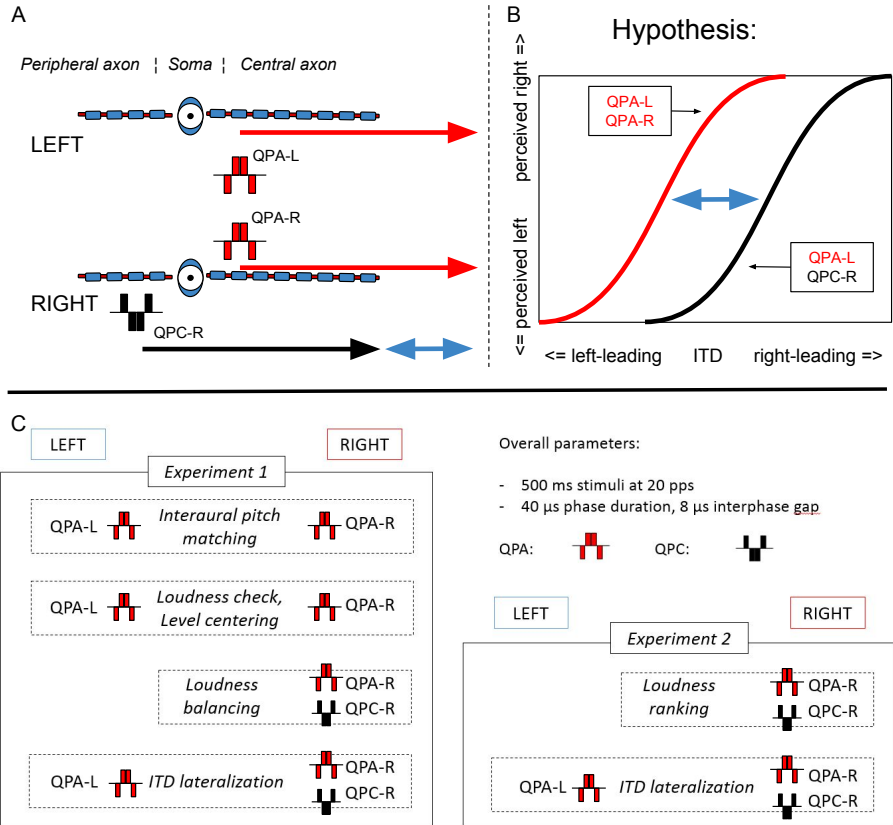 A
Peripheral axon ¦ Soma ¦ Central axon
LEFT
QPA-L
QPA-R
RIGHT
QPC-R
B
Hypothesis:
<= perceived left perceived right =>
QPA-L
QPA-R
QPA-L
QPC-R
<= left-leading ITD right-leading =>
C
LEFT RIGHT
Experiment 1
QPA-L Interaural pitch matching QPA-R
QPA-L Loudness check, Level centering QPA-R
Loudness balancing QPA-R
QPC-R
QPA-L ITD lateralization QPA-R
QPC-R
Overall parameters:
- 500 ms stimuli at 20 pps
- 40 µs phase duration, 8 µs interphase gap
QPA: QPC:
LEFT RIGHT
Experiment 2
Loudness ranking QPA-R
QPC-R
QPA-L ITD lateralization QPA-R
QPC-R